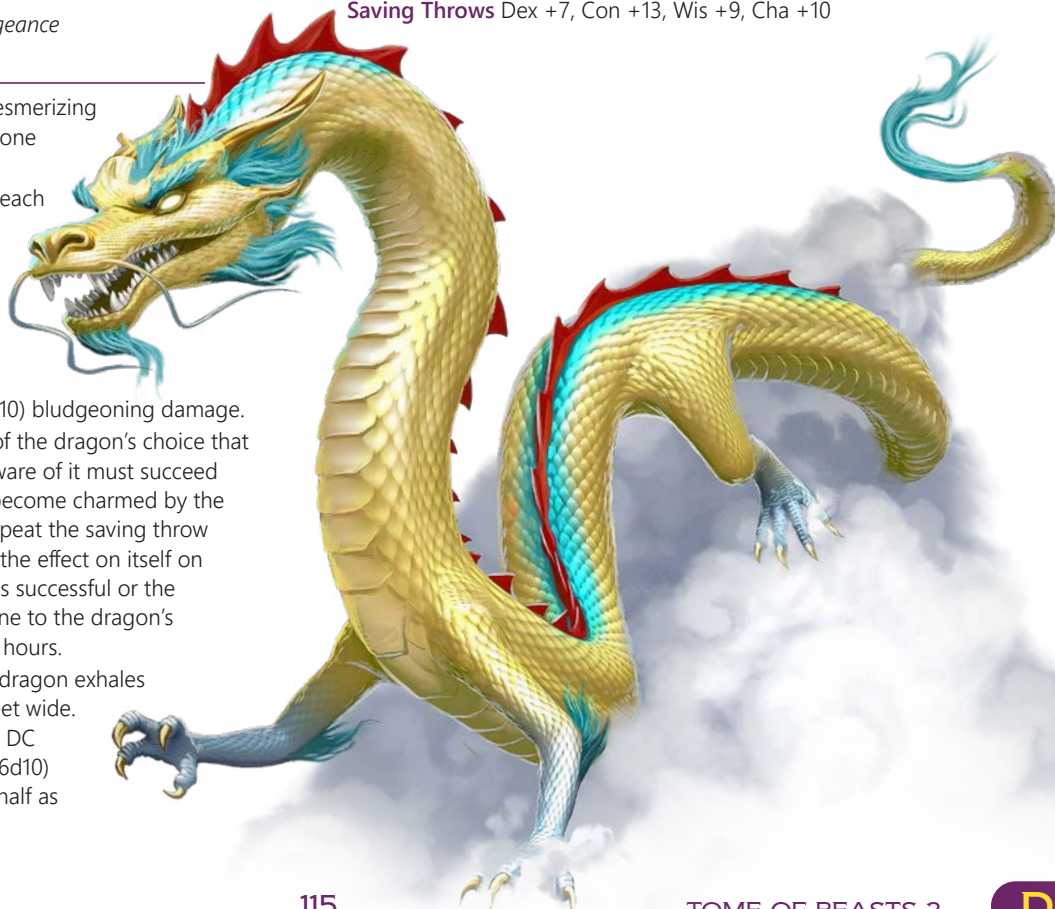 geance
esmerizing
one
each
10) bludgeoning damage.
of the dragon’s choice that
ware of it must succeed
become charmed by the
peat the saving throw
the effect on itself on
s successful or the
ne to the dragon’s
hours.
dragon exhales
et wide.
DC
6d10)
half as
Saving Throws Dex +7, Con +13, Wis +9, Cha +10
115
TOME OF BEASTS
D